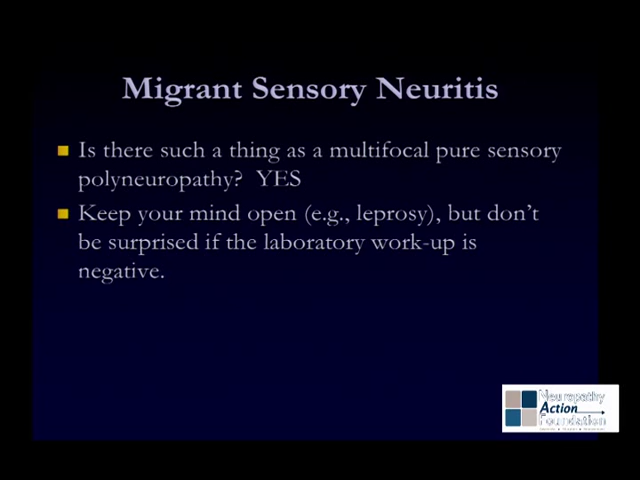 Migrant Sensory Neuritis
Is there such a thing as a multifocal pure sensory
polyneuropathy? YES
Keep your mind open (e.g., leprosy), but don't
be surprised if the laboratory work-up is
negative.
Neuropathy
Action
Foundation